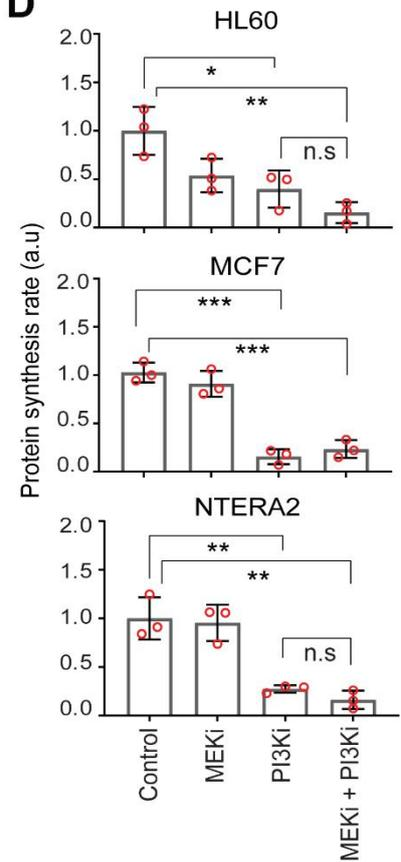 D
HL60
2.0
1.5
1.0
0.5
0.0
*
**
n.s
MCF7
2.0
1.5
1.0
0.5
0.0
***
***
NTERA2
2.0
1.5
1.0
0.5
0.0
**
**
n.s
Protein synthesis rate (a.u)
Control
MEKi
PI3Ki
MEKi + PI3Ki